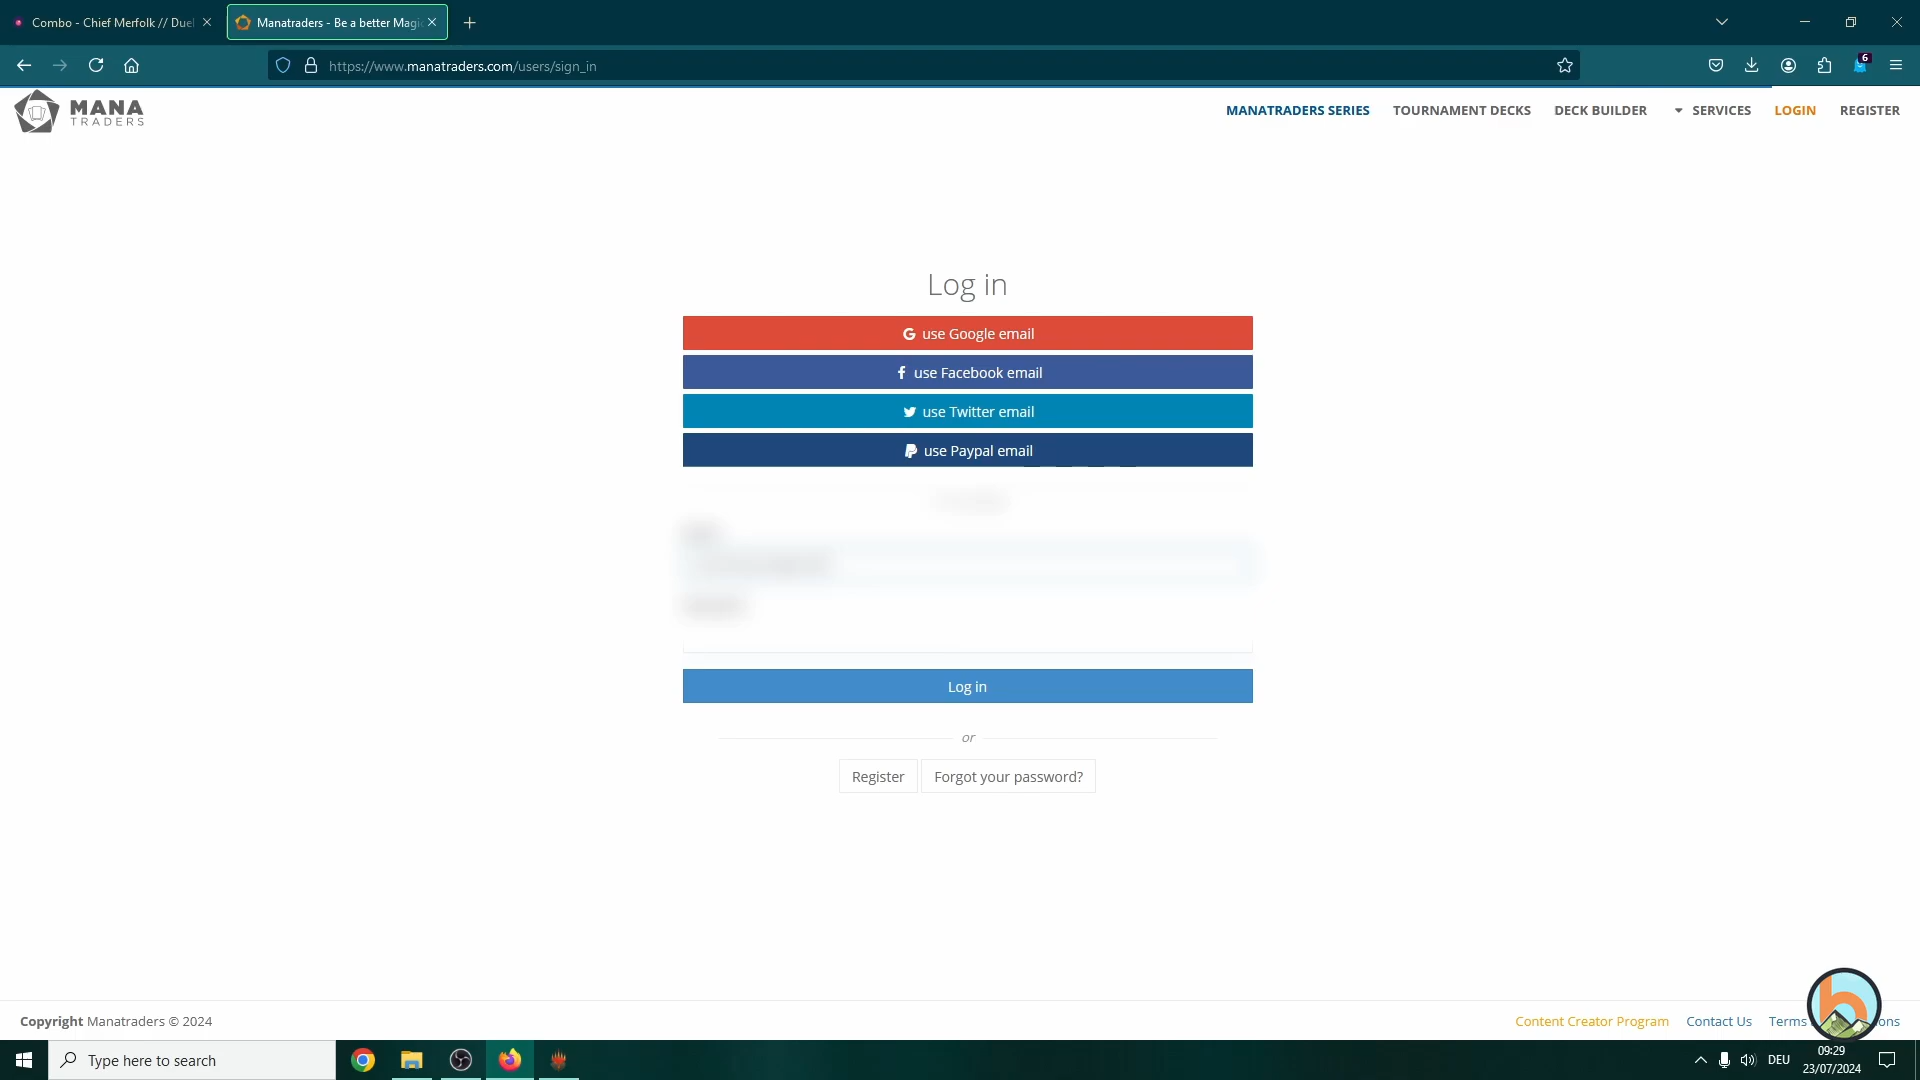 Combo - Chief Merfolk // Duel
Manatraders - Be a better Magic
https://www.manatraders.com/users/sign_in
6
MANA
TRADERS
MANATRADERS SERIES
TOURNAMENT DECKS
DECK BUILDER
SERVICES
LOGIN
REGISTER
Log in
use Google email
use Facebook email
use Twitter email
use Paypal email
Log in
or
Register
Forgot your password?
Copyright Manatraders © 2024
Content Creator Program
Contact Us
Terms
ons
Type here to search
DEU
09:29
23/07/2024